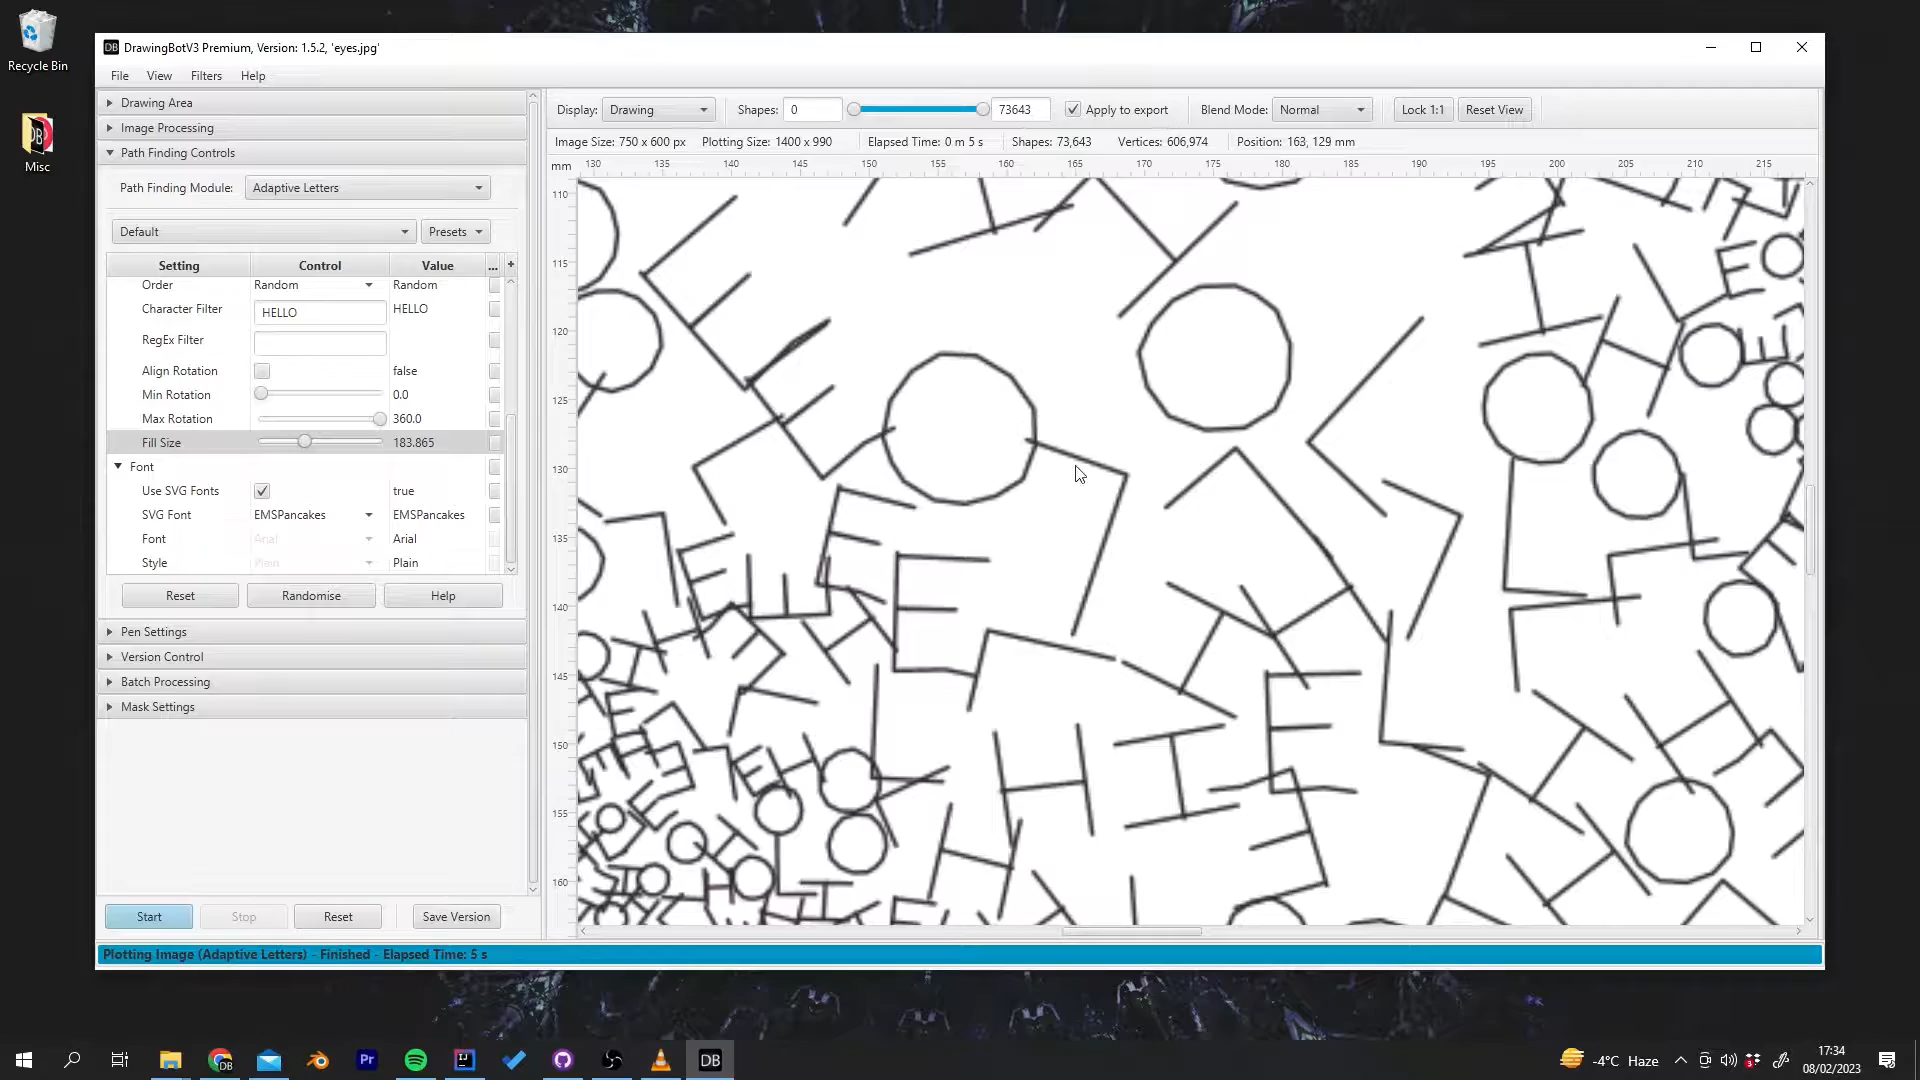 Recycle Bin
Misc
DrawingBotV3 Premium, Version: 1.5.2, 'eyes.jpg'
File View Filters Help
Drawing Area
Image Processing
Path Finding Controls
Path Finding Module: Adaptive Letters
Default Presets
Setting Control Value ... +
Order Random Random
Character Filter HELLO HELLO
RegEx Filter
Align Rotation false
Min Rotation 0.0
Max Rotation 360.0
Fill Size 183.865
Font
Use SVG Fonts true
SVG Font EMSPancakes EMSPancakes
Font Arial Arial
Style Plain Plain
Reset Randomise Help
Pen Settings
Version Control
Batch Processing
Mask Settings
Start Stop Reset Save Version
Plotting Image (Adaptive Letters) - Finished - Elapsed Time: 5 s
Display: Drawing Shapes: 0 73643 Apply to export Blend Mode: Normal Lock 1:1 Reset View
Image Size: 750 x 600 px Plotting Size: 1400 x 990 Elapsed Time: 0 m 5 s Shapes: 73,643 Vertices: 606,974 Position: 163, 129 mm
mm 130 135 140 145 150 155 160 165 170 175 180 185 190 195 200 205 210 215
110
115
120
125
130
135
140
145
150
155
160
-4°C Haze
17:34
08/02/2023